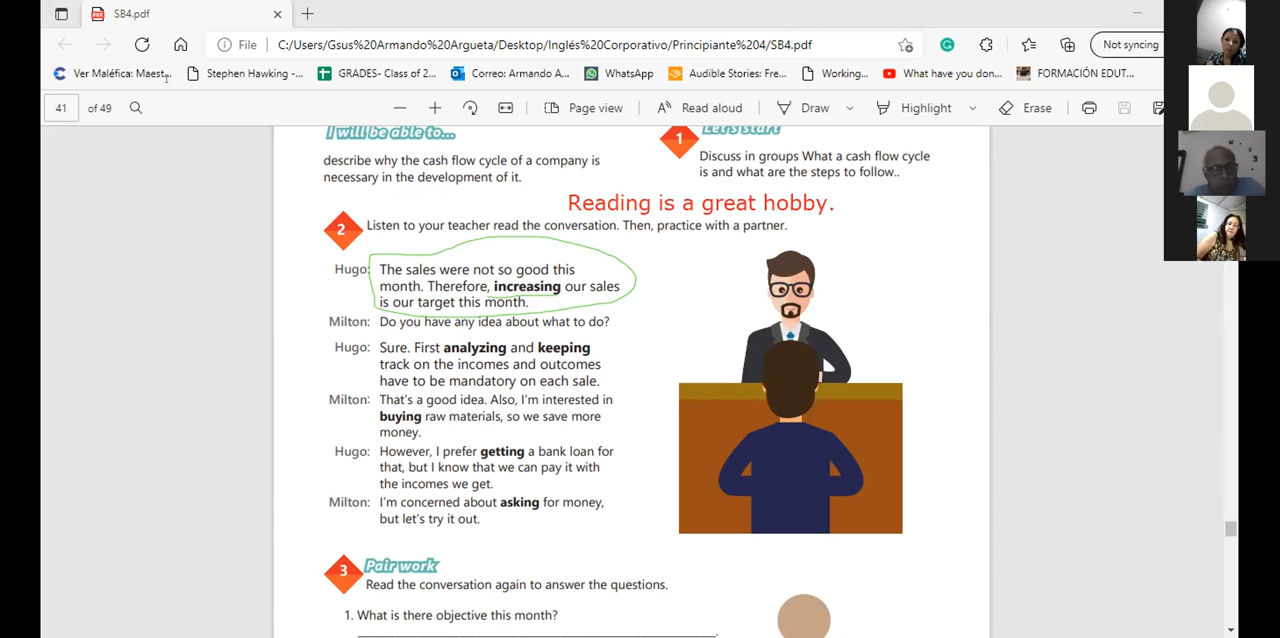 SB4.pdf
File C:/Users/Gsus%20Armando%20Argueta/Desktop/Inglés%20Corporativo/Principiante%204/SB4.pdf Not syncing
Ver Maléfica: Maest... Stephen Hawking -... GRADES- Class of 2... Correo: Armando A... WhatsApp Audible Stories: Fre... Working... What have you don... FORMACIÓN EDUT...
41 of 49 Page view Read aloud Draw Highlight Erase
I will be able to...
describe why the cash flow cycle of a company is
necessary in the development of it.
1 Let's start
Discuss in groups What a cash flow cycle
is and what are the steps to follow..
Reading is a great hobby.
2 Listen to your teacher read the conversation. Then, practice with a partner.
Hugo: The sales were not so good this
month. Therefore, increasing our sales
is our target this month.
Milton: Do you have any idea about what to do?
Hugo: Sure. First analyzing and keeping
track on the incomes and outcomes
have to be mandatory on each sale.
Milton: That's a good idea. Also, I'm interested in
buying raw materials, so we save more
money.
Hugo: However, I prefer getting a bank loan for
that, but I know that we can pay it with
the incomes we get.
Milton: I'm concerned about asking for money,
but let's try it out.
3 Pair work
Read the conversation again to answer the questions.
1. What is there objective this month?